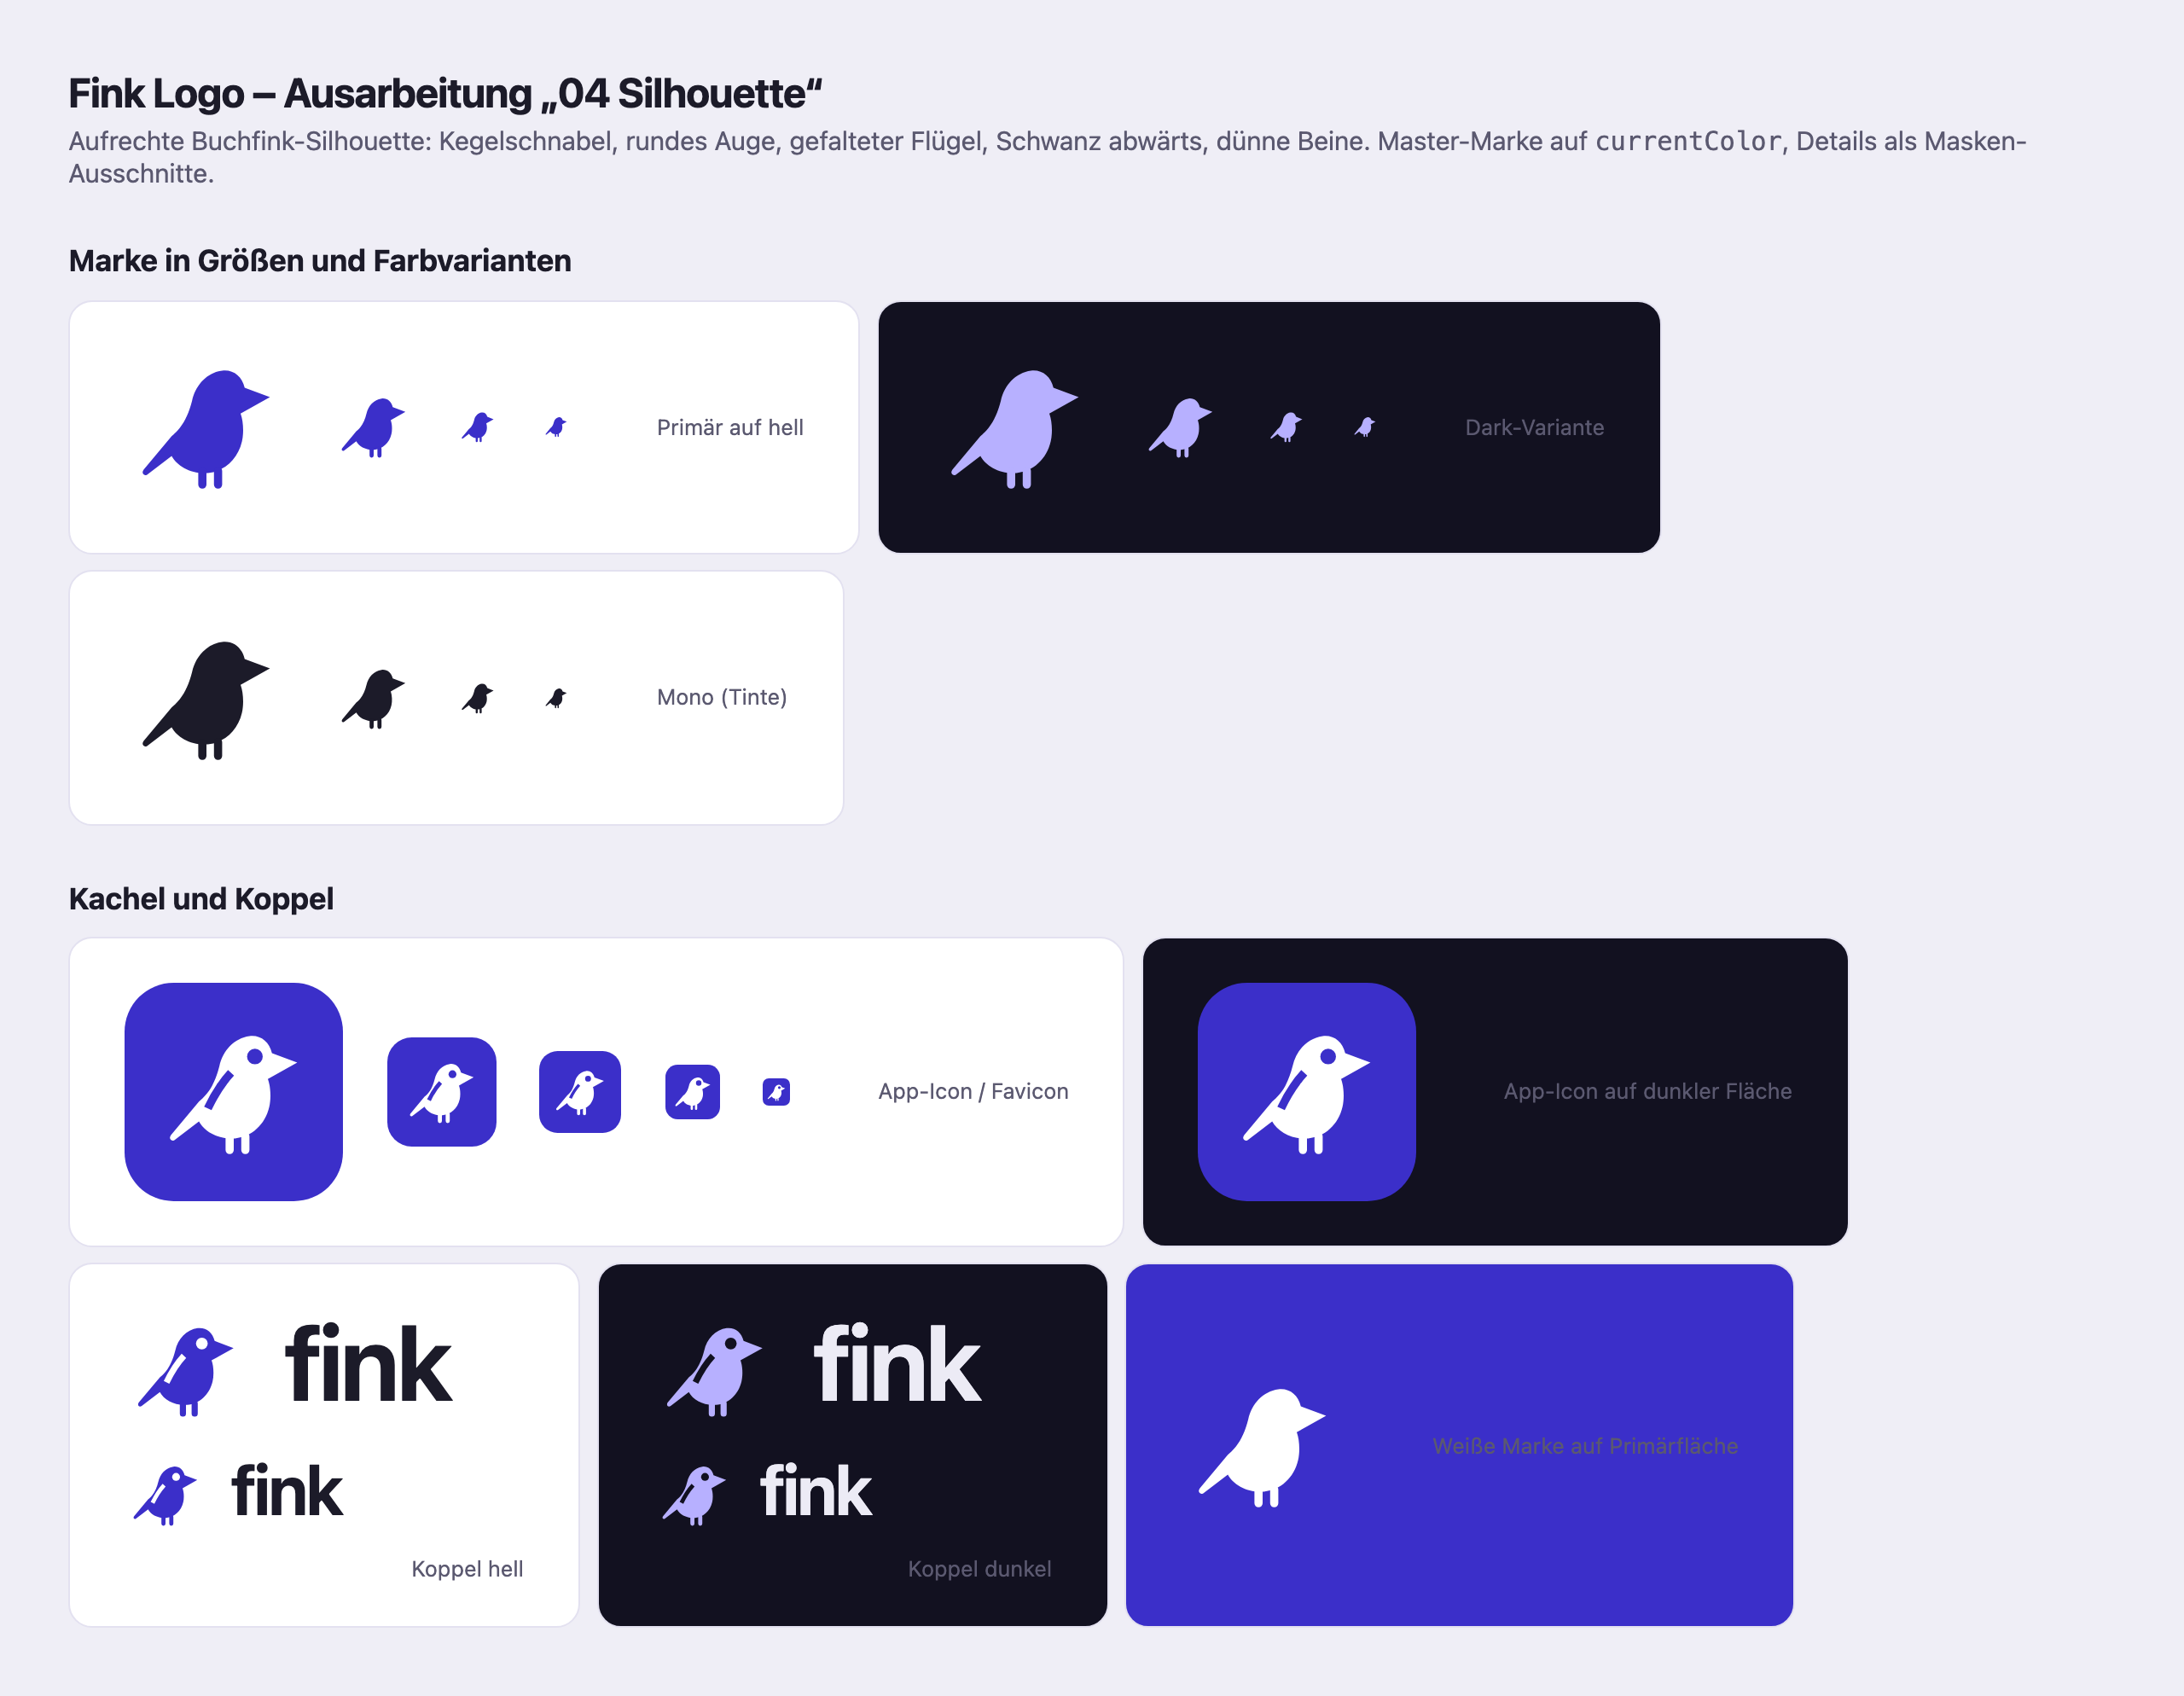 Fink Logo – Ausarbeitung „04 Silhouette“
Aufrechte Buchfink-Silhouette: Kegelschnabel, rundes Auge, gefalteter Flügel, Schwanz abwärts, dünne Beine. Master-Marke auf currentColor, Details als Masken-
Ausschnitte.
Marke in Größen und Farbvarianten
Primär auf hell
Dark-Variante
Mono (Tinte)
Kachel und Koppel
App-Icon / Favicon
App-Icon auf dunkler Fläche
fink
fink
Koppel hell
fink
fink
Koppel dunkel
Weiße Marke auf Primärfläche